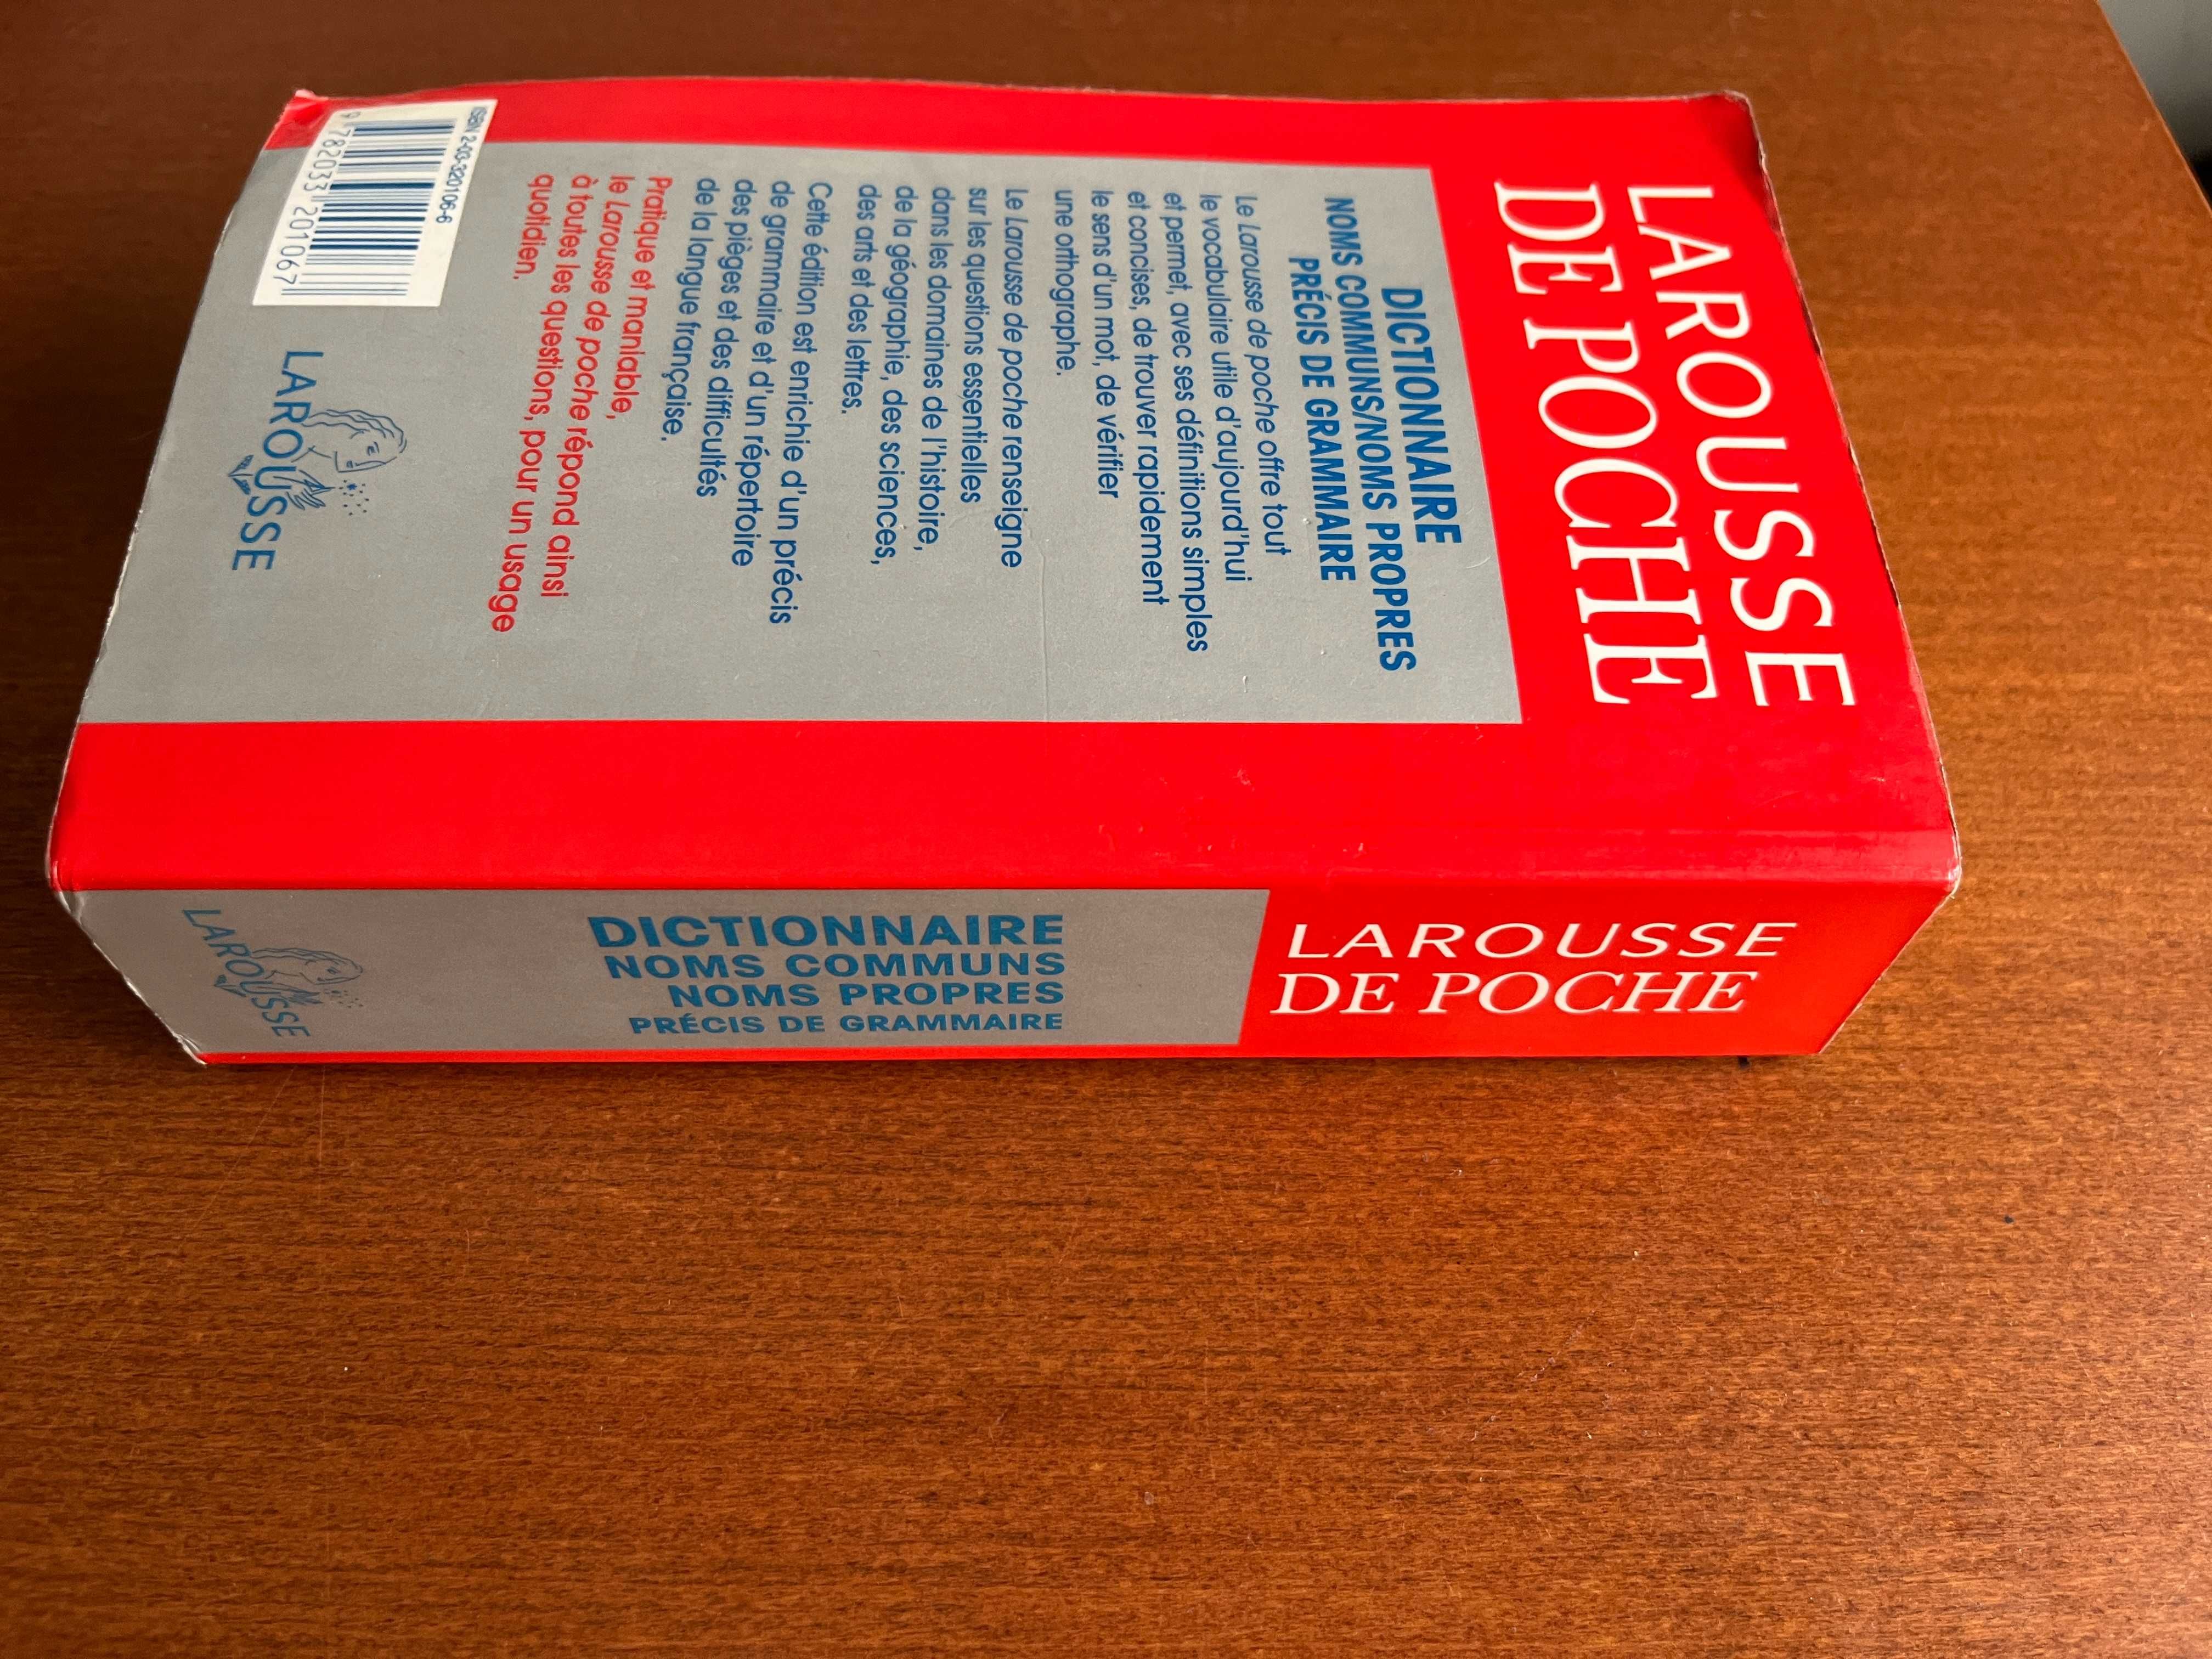 LAROUSSE
DE POCHE
DICTIONNAIRE
NOMS COMMUNS/NOMS PROPRES
PRÉCIS DE GRAMMAIRE
Le Larousse de poche offre tout
le vocabulaire utile d'aujourd'hui
et permet, avec ses définitions simples
et concises, de trouver rapidement
le sens d'un mot, de vérifier
une orthographe.
Le Larousse de poche renseigne
sur les questions essentielles
dans les domaines de l'histoire,
de la géographie, des sciences,
des arts et des lettres.
Cette édition est enrichie d'un précis
de grammaire et d'un répertoire
des pièges et des difficultés
de la langue française.
Pratique et maniable,
le Larousse de poche répond ainsi
à toutes les questions, pour un usage
quotidien.
ISBN 2-03-320106-6
9 782033 201067
LAROUSSE
LAROUSSE
DE POCHE
DICTIONNAIRE
NOMS COMMUNS
NOMS PROPRES
PRÉCIS DE GRAMMAIRE
LAROUSSE